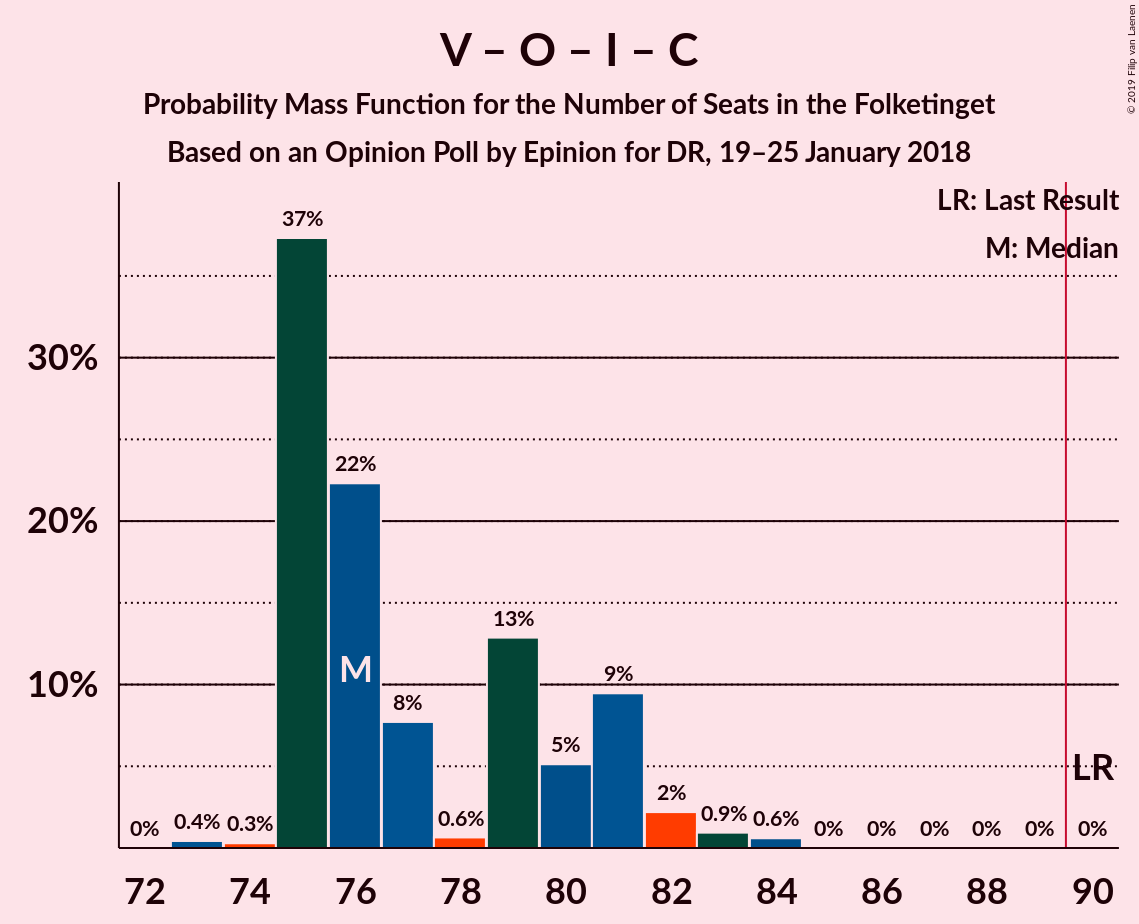 V – O – I – C
Probability Mass Function for the Number of Seats in the Folketinget
Based on an Opinion Poll by Epinion for DR, 19–25 January 2018
© 2019 Filip van Laenen
LR: Last Result
M: Median
37%
30%
22%
20%
13%
M
10%
9%
8%
5%
LR
2%
0%
0.4%
0.3%
0.6%
0.9%
0.6%
0%
0%
0%
0%
0%
0%
72 74 76 78 80 82 84 86 88 90